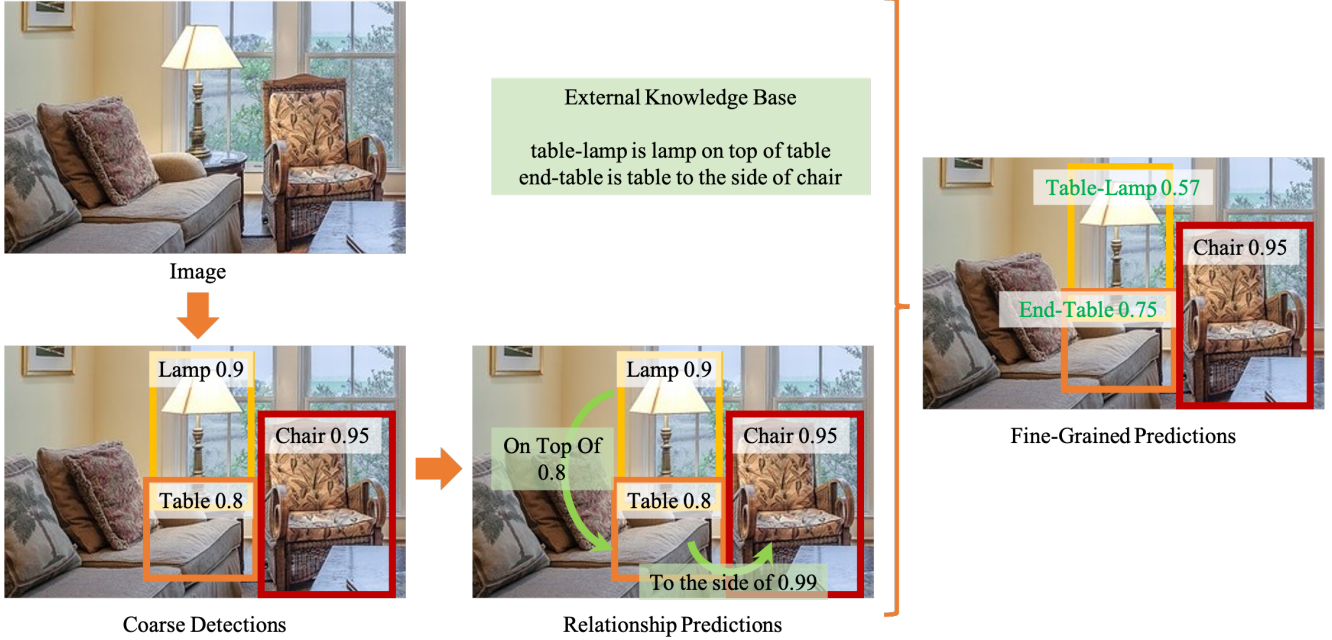 External Knowledge Base
table-lamp is lamp on top of table
end-table is table to the side of chair
Image
Table-Lamp 0.57
Chair 0.95
End-Table 0.75
Fine-Grained Predictions
Lamp 0.9
Chair 0.95
Table 0.8
Coarse Detections
Lamp 0.9
On Top Of
0.8
Chair 0.95
Table 0.8
To the side of 0.99
Relationship Predictions